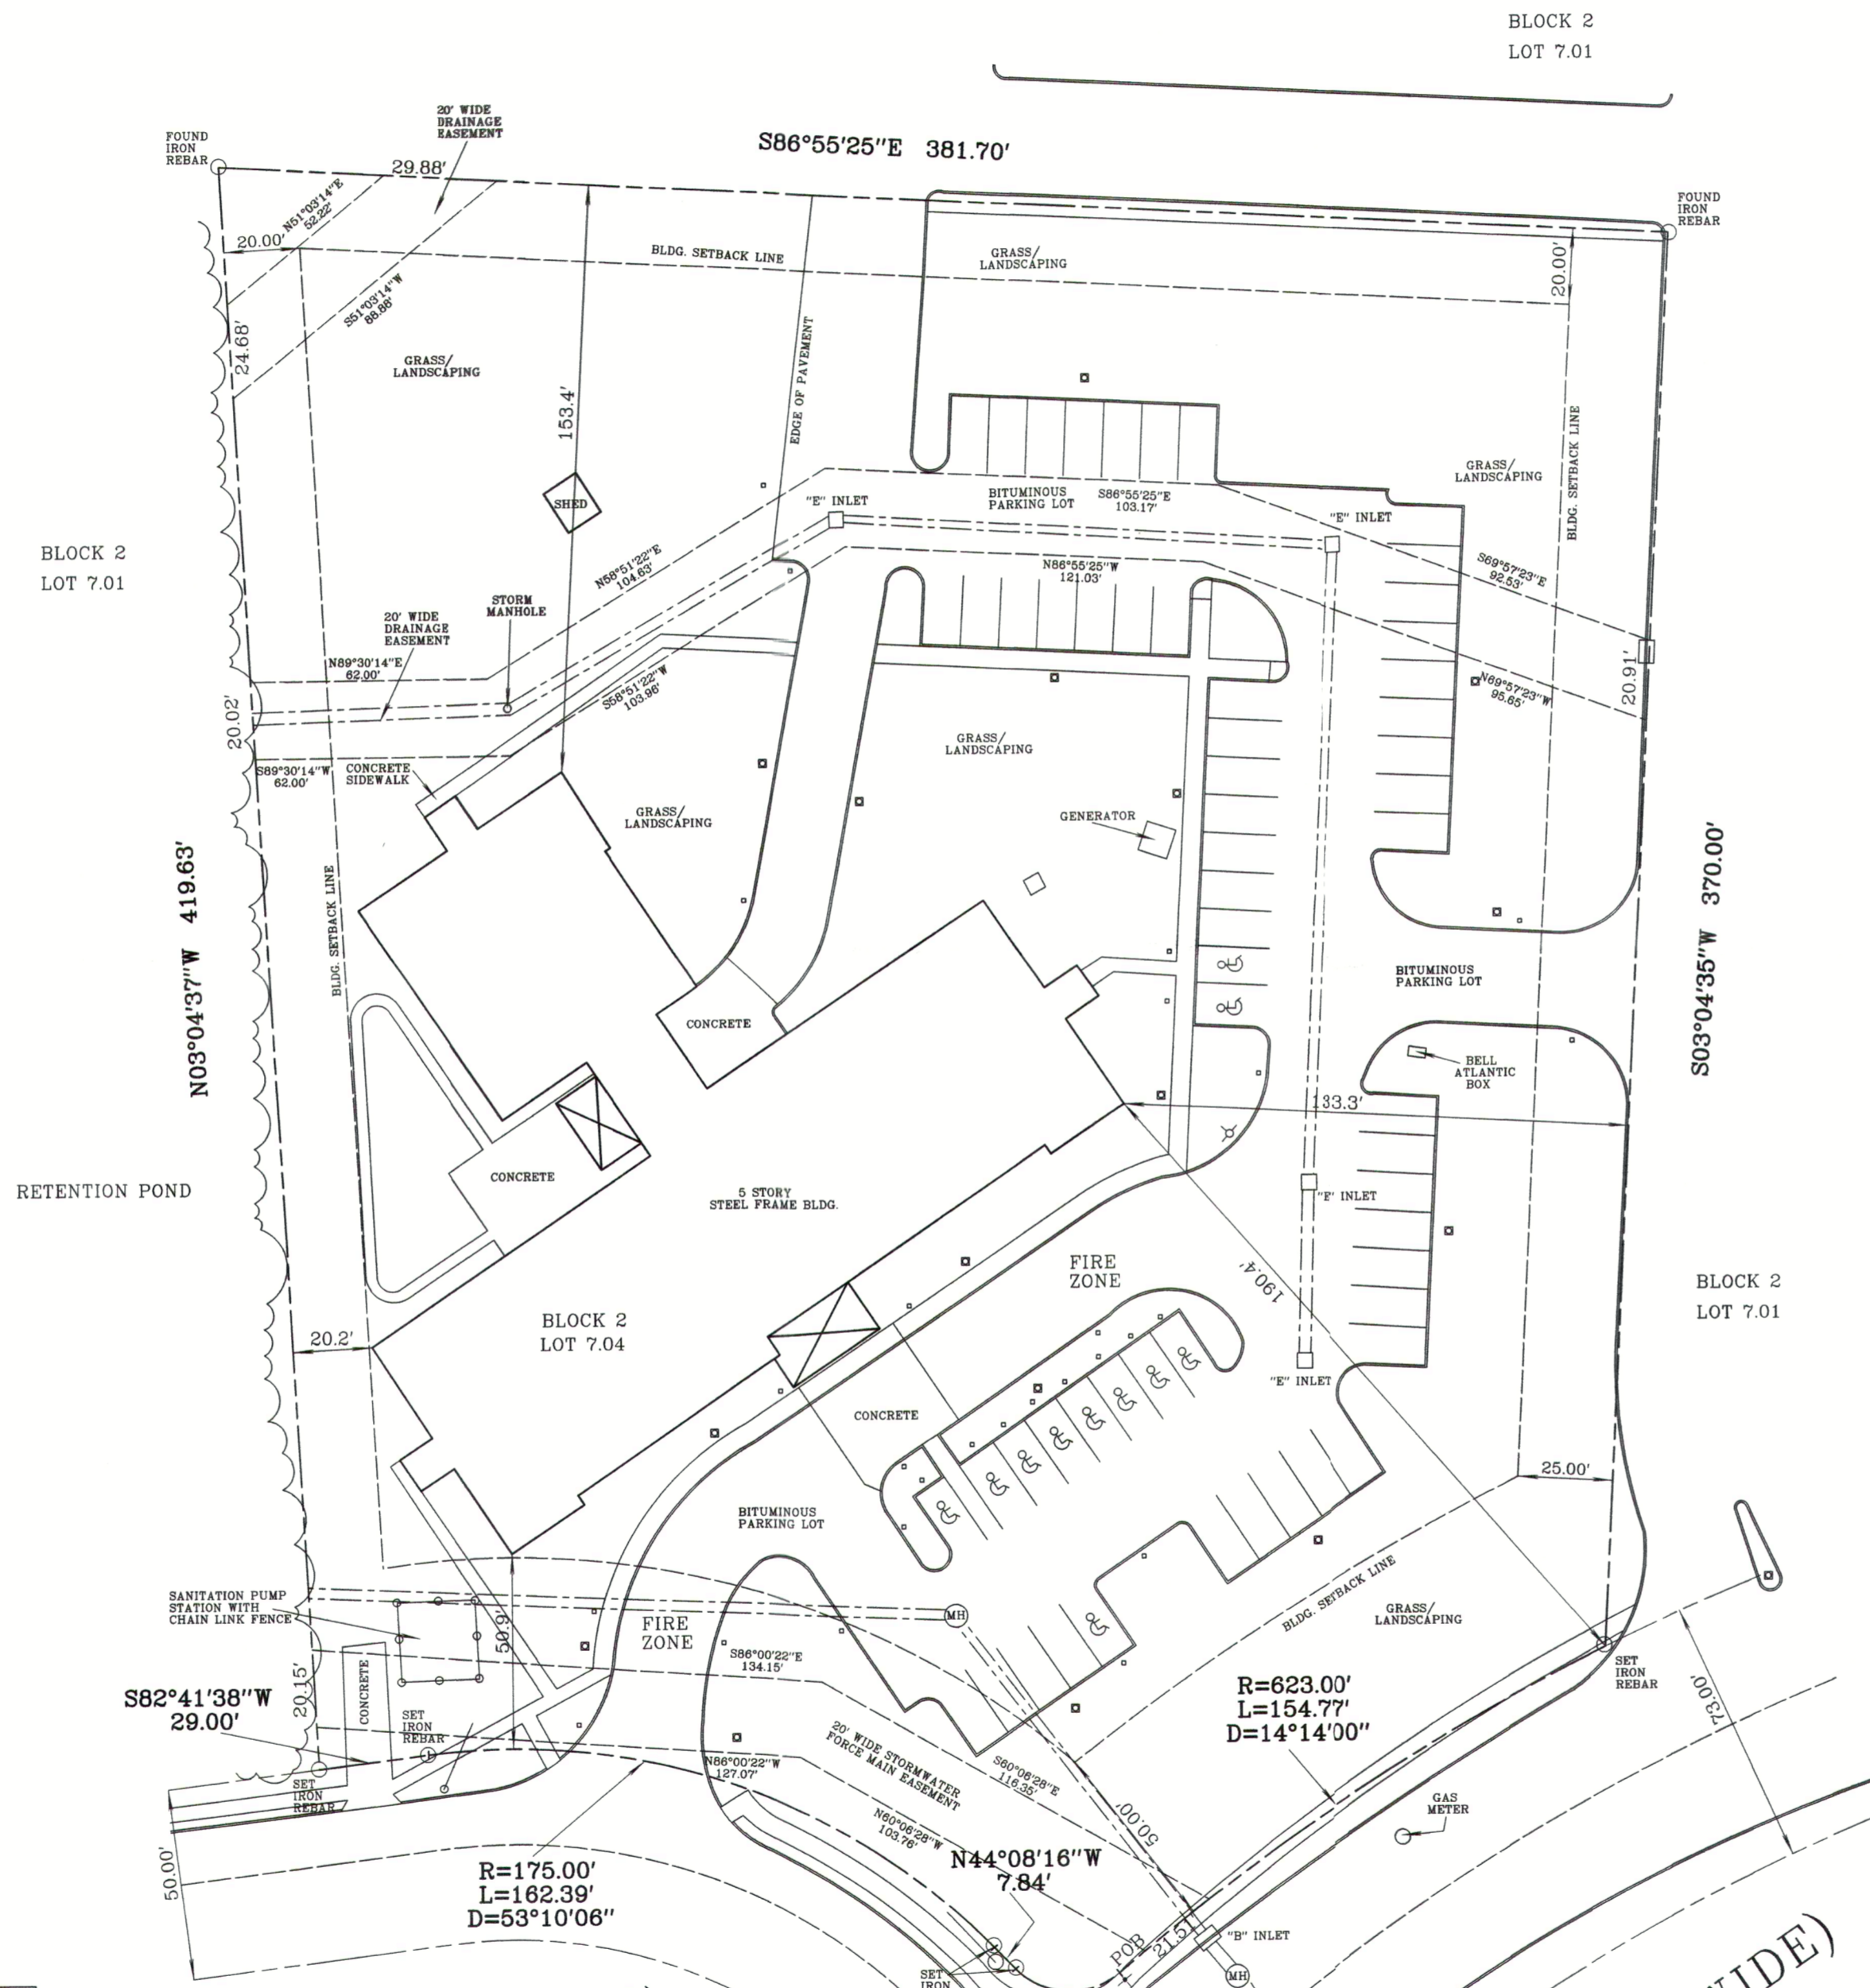 BLOCK 2
LOT 7.01
20' WIDE
DRAINAGE
EASEMENT
FOUND
IRON
REBAR
29.88'
S86°55'25"E 381.70'
FOUND
IRON
REBAR
N51°03'14"E
52.22'
20.00'
BLDG. SETBACK LINE
GRASS/
LANDSCAPING
20.00'
S51°03'14"W
88.88'
24.68'
GRASS/
LANDSCAPING
EDGE OF PAVEMENT
153.4'
BLDG. SETBACK LINE
GRASS/
LANDSCAPING
SHED
"E" INLET
BITUMINOUS
PARKING LOT
S86°55'25"E
103.17'
"E" INLET
BLOCK 2
LOT 7.01
N58°51'22"E
104.63'
N86°55'25"W
121.03'
S69°57'23"E
92.53'
STORM
MANHOLE
20' WIDE
DRAINAGE
EASEMENT
N89°30'14"E
62.00'
S58°51'22"W
103.96'
20.91'
N69°57'23"W
95.65'
20.02'
S89°30'14"W
62.00'
CONCRETE
SIDEWALK
GRASS/
LANDSCAPING
GRASS/
LANDSCAPING
GENERATOR
N03°04'37"W 419.63'
BLDG. SETBACK LINE
S03°04'35"W 370.00'
BITUMINOUS
PARKING LOT
CONCRETE
BELL
ATLANTIC
BOX
133.3'
CONCRETE
RETENTION POND
5 STORY
STEEL FRAME BLDG.
"E" INLET
FIRE
ZONE
190.4'
BLOCK 2
LOT 7.01
BLOCK 2
LOT 7.04
20.2'
"E" INLET
CONCRETE
25.00'
BITUMINOUS
PARKING LOT
BLDG. SETBACK LINE
GRASS/
LANDSCAPING
SANITATION PUMP
STATION WITH
CHAIN LINK FENCE
50.9'
FIRE
ZONE
MH
S86°00'22"E
134.15'
SET
IRON
REBAR
73.00'
20.15'
CONCRETE
S82°41'38"W
29.00'
SET
IRON
REBAR
R=623.00'
L=154.77'
D=14°14'00"
20' WIDE STORMWATER
FORCE MAIN EASEMENT
N86°00'22"W
127.07'
S60°06'28"E
116.35'
SET
IRON
REBAR
50.00'
N60°06'28"W
103.76'
GAS
METER
50.00'
R=175.00'
L=162.39'
D=53°10'06"
N44°08'16"W
7.84'
POB
21.5'
"B" INLET
SET
IRON
MH
IDE)